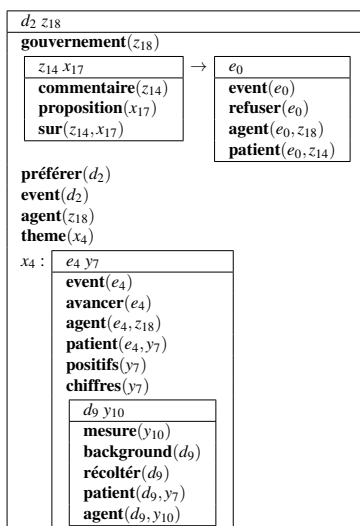 d2 z18
gouvernement(z18)
z14 x17 → e0
commentaire(z14) event(e0)
proposition(x17) refuser(e0)
sur(z14,x17) agent(e0,z18)
patient(e0,z14)
préférer(d2)
event(d2)
agent(z18)
theme(x4)
x4 : e4 y7
event(e4)
avancer(e4)
agent(e4,z18)
patient(e4,y7)
positifs(y7)
chiffres(y7)
d9 y10
mesure(y10)
background(d9)
récoltér(d9)
patient(d9,y7)
agent(d9,y10)